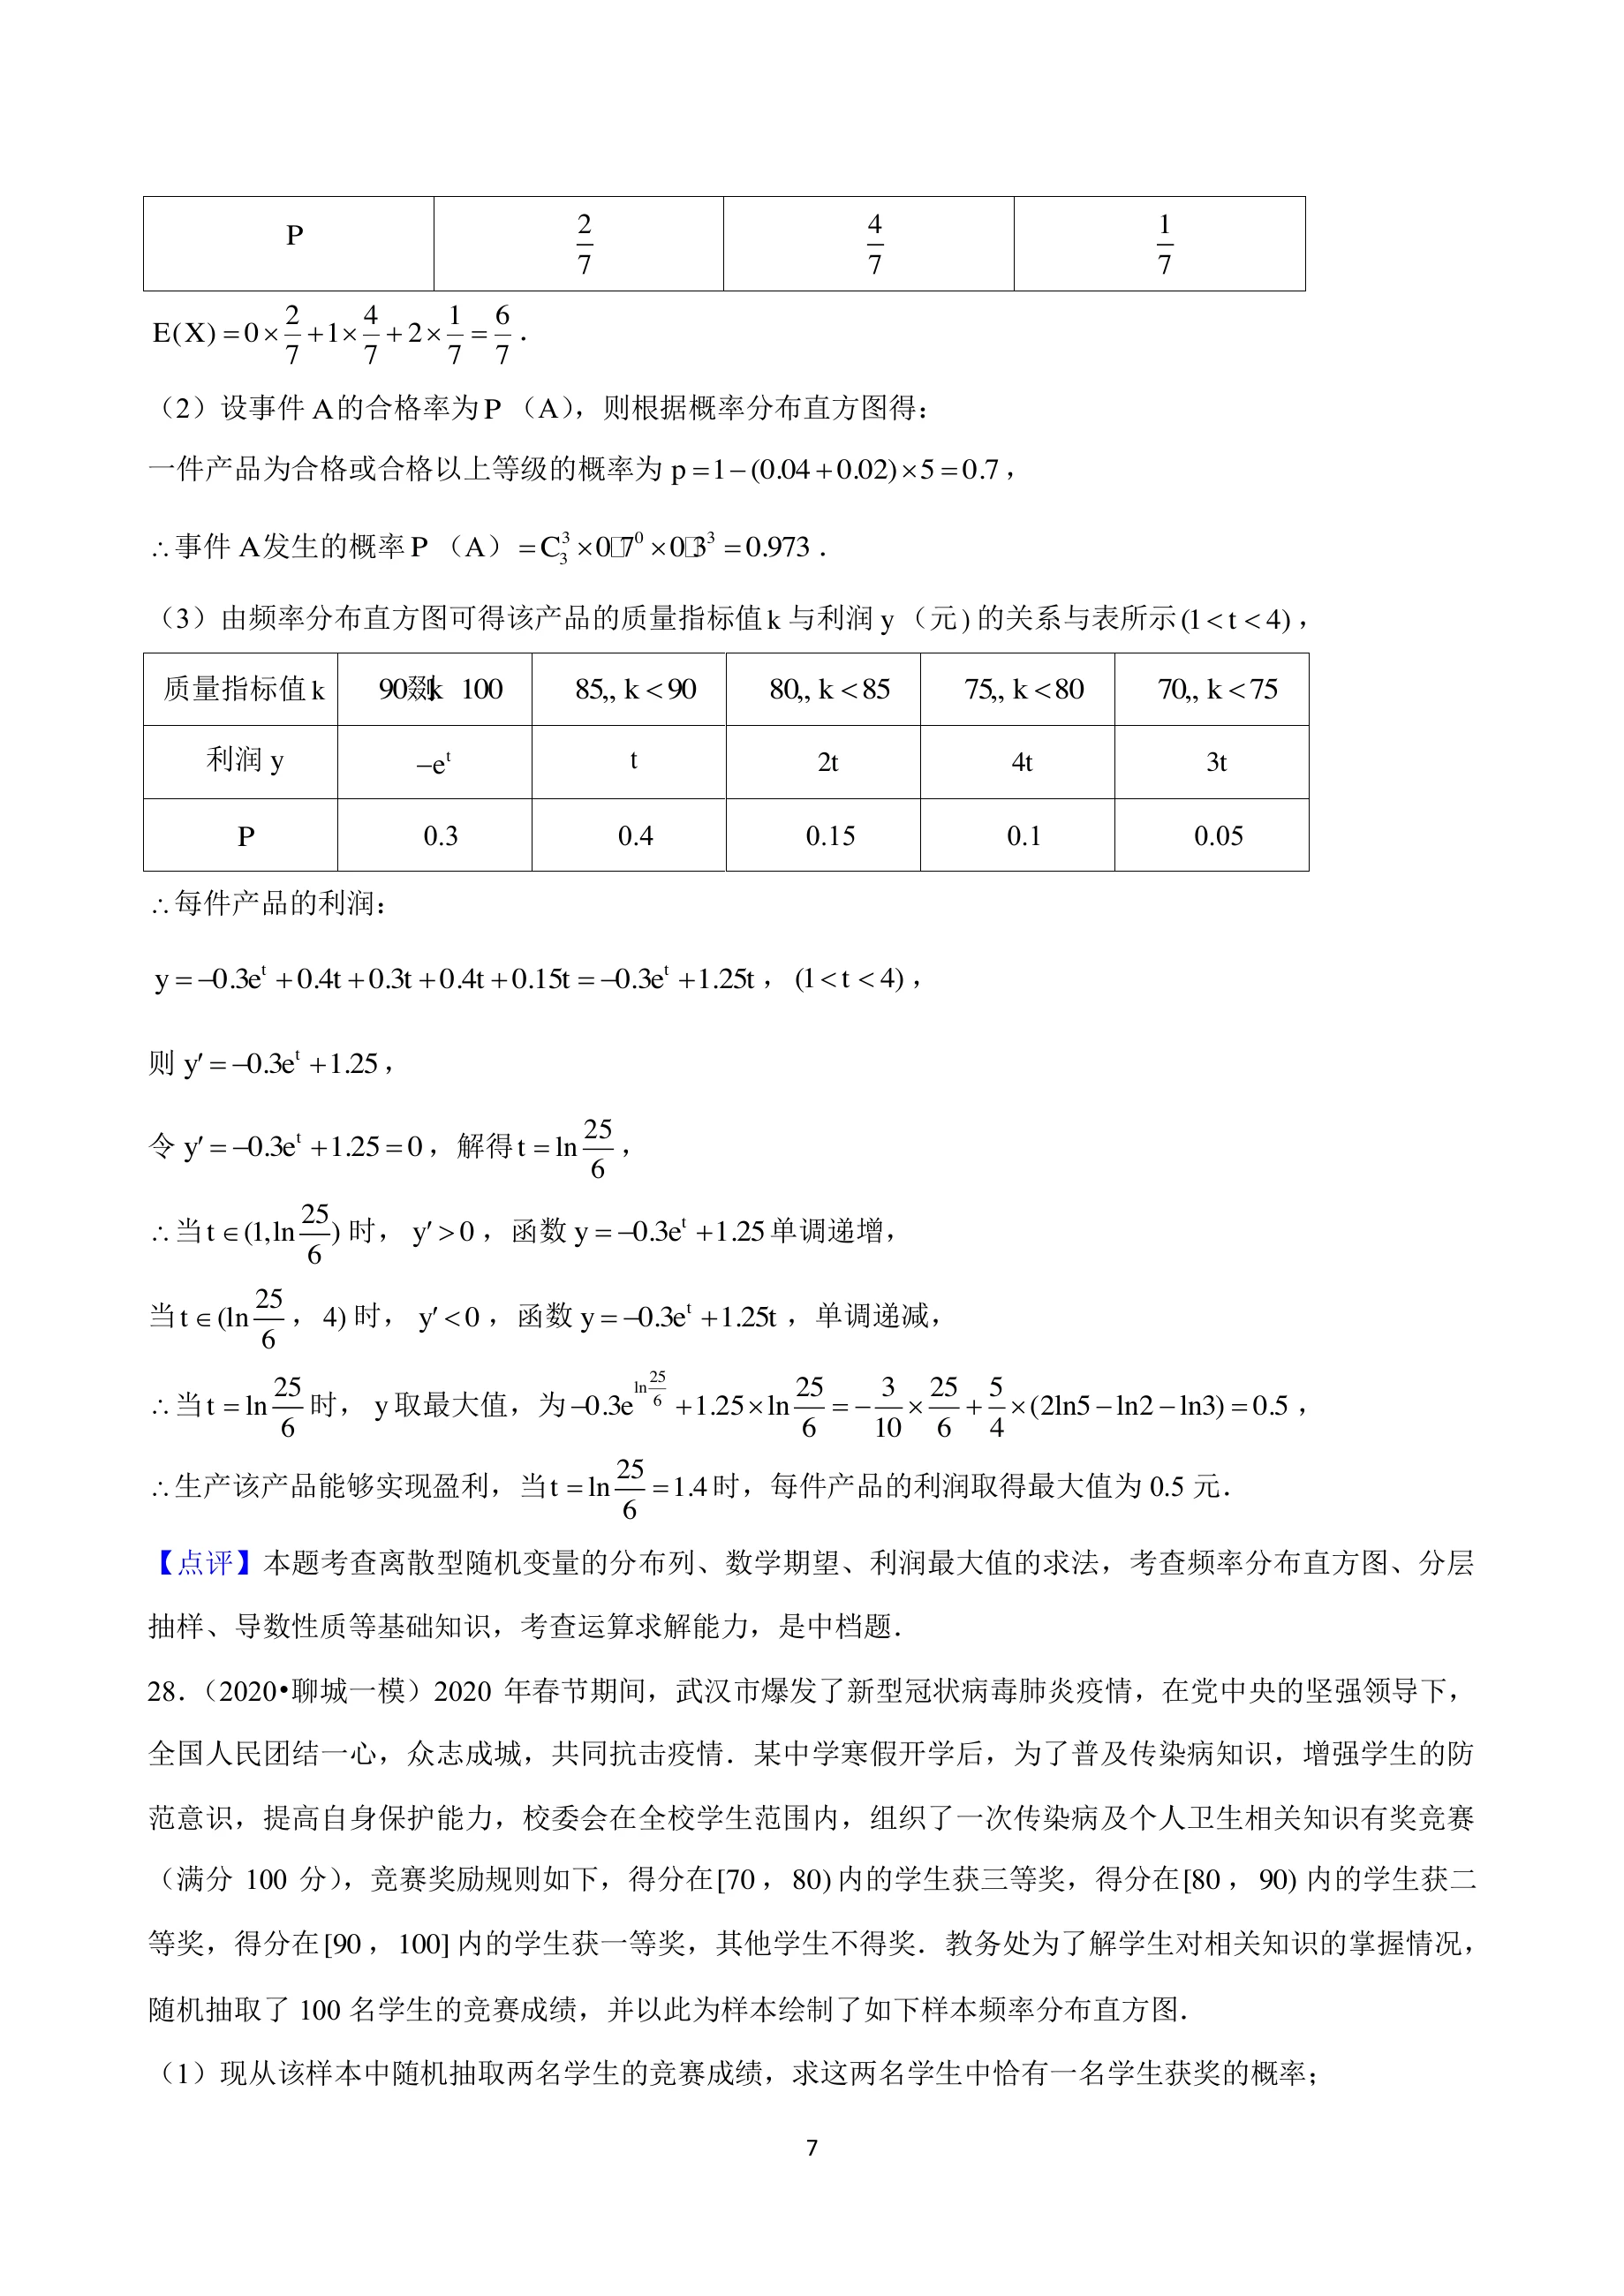 P 2/7 4/7 1/7
E(X)=0×2/7+1×4/7+2×1/7=6/7．
（2）设事件 A的合格率为P（A），则根据概率分布直方图得：
一件产品为合格或合格以上等级的概率为 p=1−(0.04+0.02)×5=0.7，
∴事件 A发生的概率P（A）=C₃³×0□7⁰×0□3³=0.973．
（3）由频率分布直方图可得该产品的质量指标值k 与利润 y（元) 的关系与表所示(1<t<4)，
质量指标值k 90剟k 100 85,, k<90 80,, k<85 75,, k<80 70,, k<75
利润 y −eᵗ t 2t 4t 3t
P 0.3 0.4 0.15 0.1 0.05
∴每件产品的利润：
y=−0.3eᵗ+0.4t+0.3t+0.4t+0.15t=−0.3eᵗ+1.25t，(1<t<4)，
则 y′=−0.3eᵗ+1.25，
令 y′=−0.3eᵗ+1.25=0，解得t=ln 25/6，
∴当t∈(1,ln 25/6)时，y′>0，函数 y=−0.3eᵗ+1.25单调递增，
当t∈(ln 25/6，4)时，y′<0，函数 y=−0.3eᵗ+1.25t，单调递减，
∴当t=ln 25/6 时，y取最大值，为−0.3e^(ln 25/6)+1.25×ln 25/6=−3/10×25/6+5/4×(2ln5−ln2−ln3)=0.5，
∴生产该产品能够实现盈利，当t=ln 25/6=1.4时，每件产品的利润取得最大值为 0.5 元．
【点评】本题考查离散型随机变量的分布列、数学期望、利润最大值的求法，考查频率分布直方图、分层
抽样、导数性质等基础知识，考查运算求解能力，是中档题．
28．（2020•聊城一模）2020 年春节期间，武汉市爆发了新型冠状病毒肺炎疫情，在党中央的坚强领导下，
全国人民团结一心，众志成城，共同抗击疫情．某中学寒假开学后，为了普及传染病知识，增强学生的防
范意识，提高自身保护能力，校委会在全校学生范围内，组织了一次传染病及个人卫生相关知识有奖竞赛
（满分 100 分），竞赛奖励规则如下，得分在[70，80)内的学生获三等奖，得分在[80，90) 内的学生获二
等奖，得分在[90，100]内的学生获一等奖，其他学生不得奖．教务处为了解学生对相关知识的掌握情况，
随机抽取了 100 名学生的竞赛成绩，并以此为样本绘制了如下样本频率分布直方图．
（1）现从该样本中随机抽取两名学生的竞赛成绩，求这两名学生中恰有一名学生获奖的概率；
7